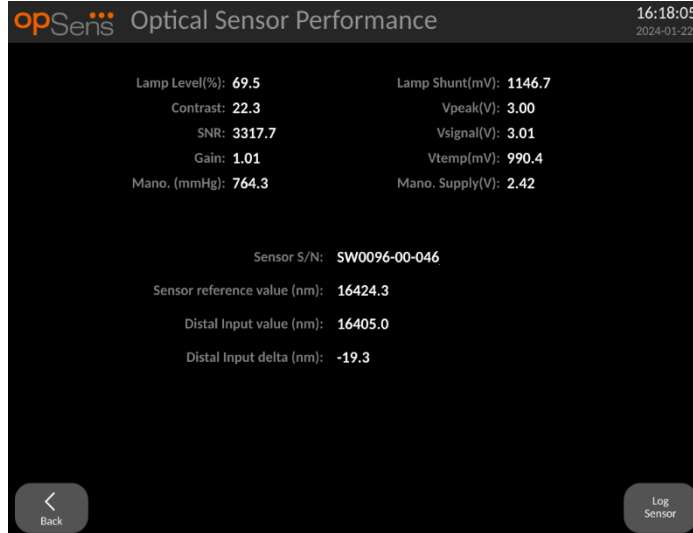 opSens Optical Sensor Performance 16:18:05
2024-01-22
Lamp Level(%): 69.5 Lamp Shunt(mV): 1146.7
Contrast: 22.3 Vpeak(V): 3.00
SNR: 3317.7 Vsignal(V): 3.01
Gain: 1.01 Vtemp(mV): 990.4
Mano. (mmHg): 764.3 Mano. Supply(V): 2.42
Sensor S/N: SW0096-00-046
Sensor reference value (nm): 16424.3
Distal Input value (nm): 16405.0
Distal Input delta (nm): -19.3
Back
Log
Sensor